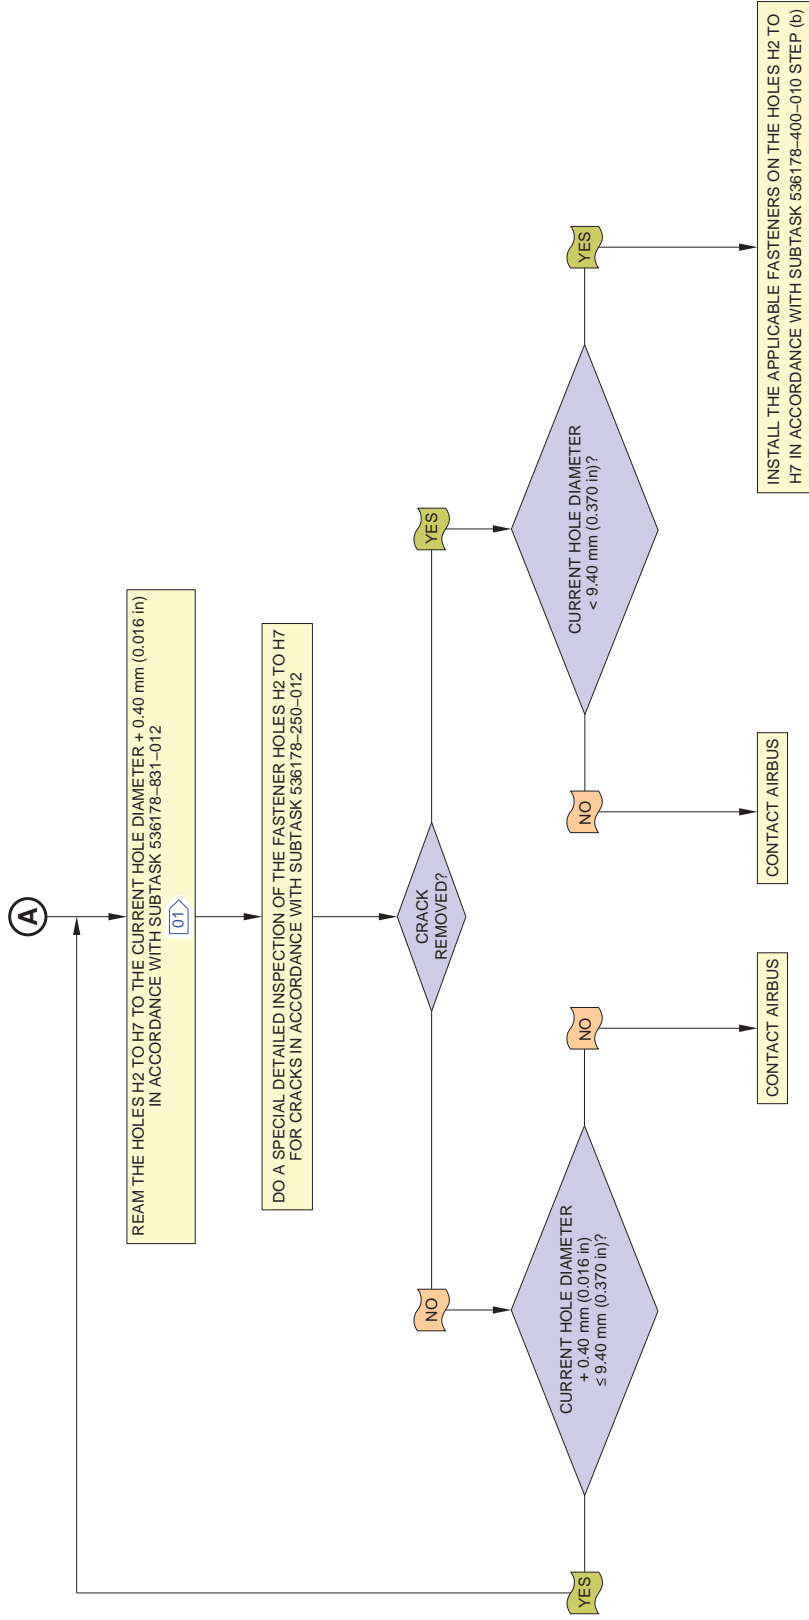 A
REAM THE HOLES H2 TO H7 TO THE CURRENT HOLE DIAMETER + 0.40 mm (0.016 in)
IN ACCORDANCE WITH SUBTASK 536178–831–012
01
DO A SPECIAL DETAILED INSPECTION OF THE FASTENER HOLES H2 TO H7
FOR CRACKS IN ACCORDANCE WITH SUBTASK 536178–250–012
CRACK
REMOVED?
NO
YES
CURRENT HOLE DIAMETER
+ 0.40 mm (0.016 in)
≤ 9.40 mm (0.370 in)?
CURRENT HOLE DIAMETER
< 9.40 mm (0.370 in)?
YES
NO
NO
YES
CONTACT AIRBUS
CONTACT AIRBUS
INSTALL THE APPLICABLE FASTENERS ON THE HOLES H2 TO
H7 IN ACCORDANCE WITH SUBTASK 536178–400–010 STEP (b)